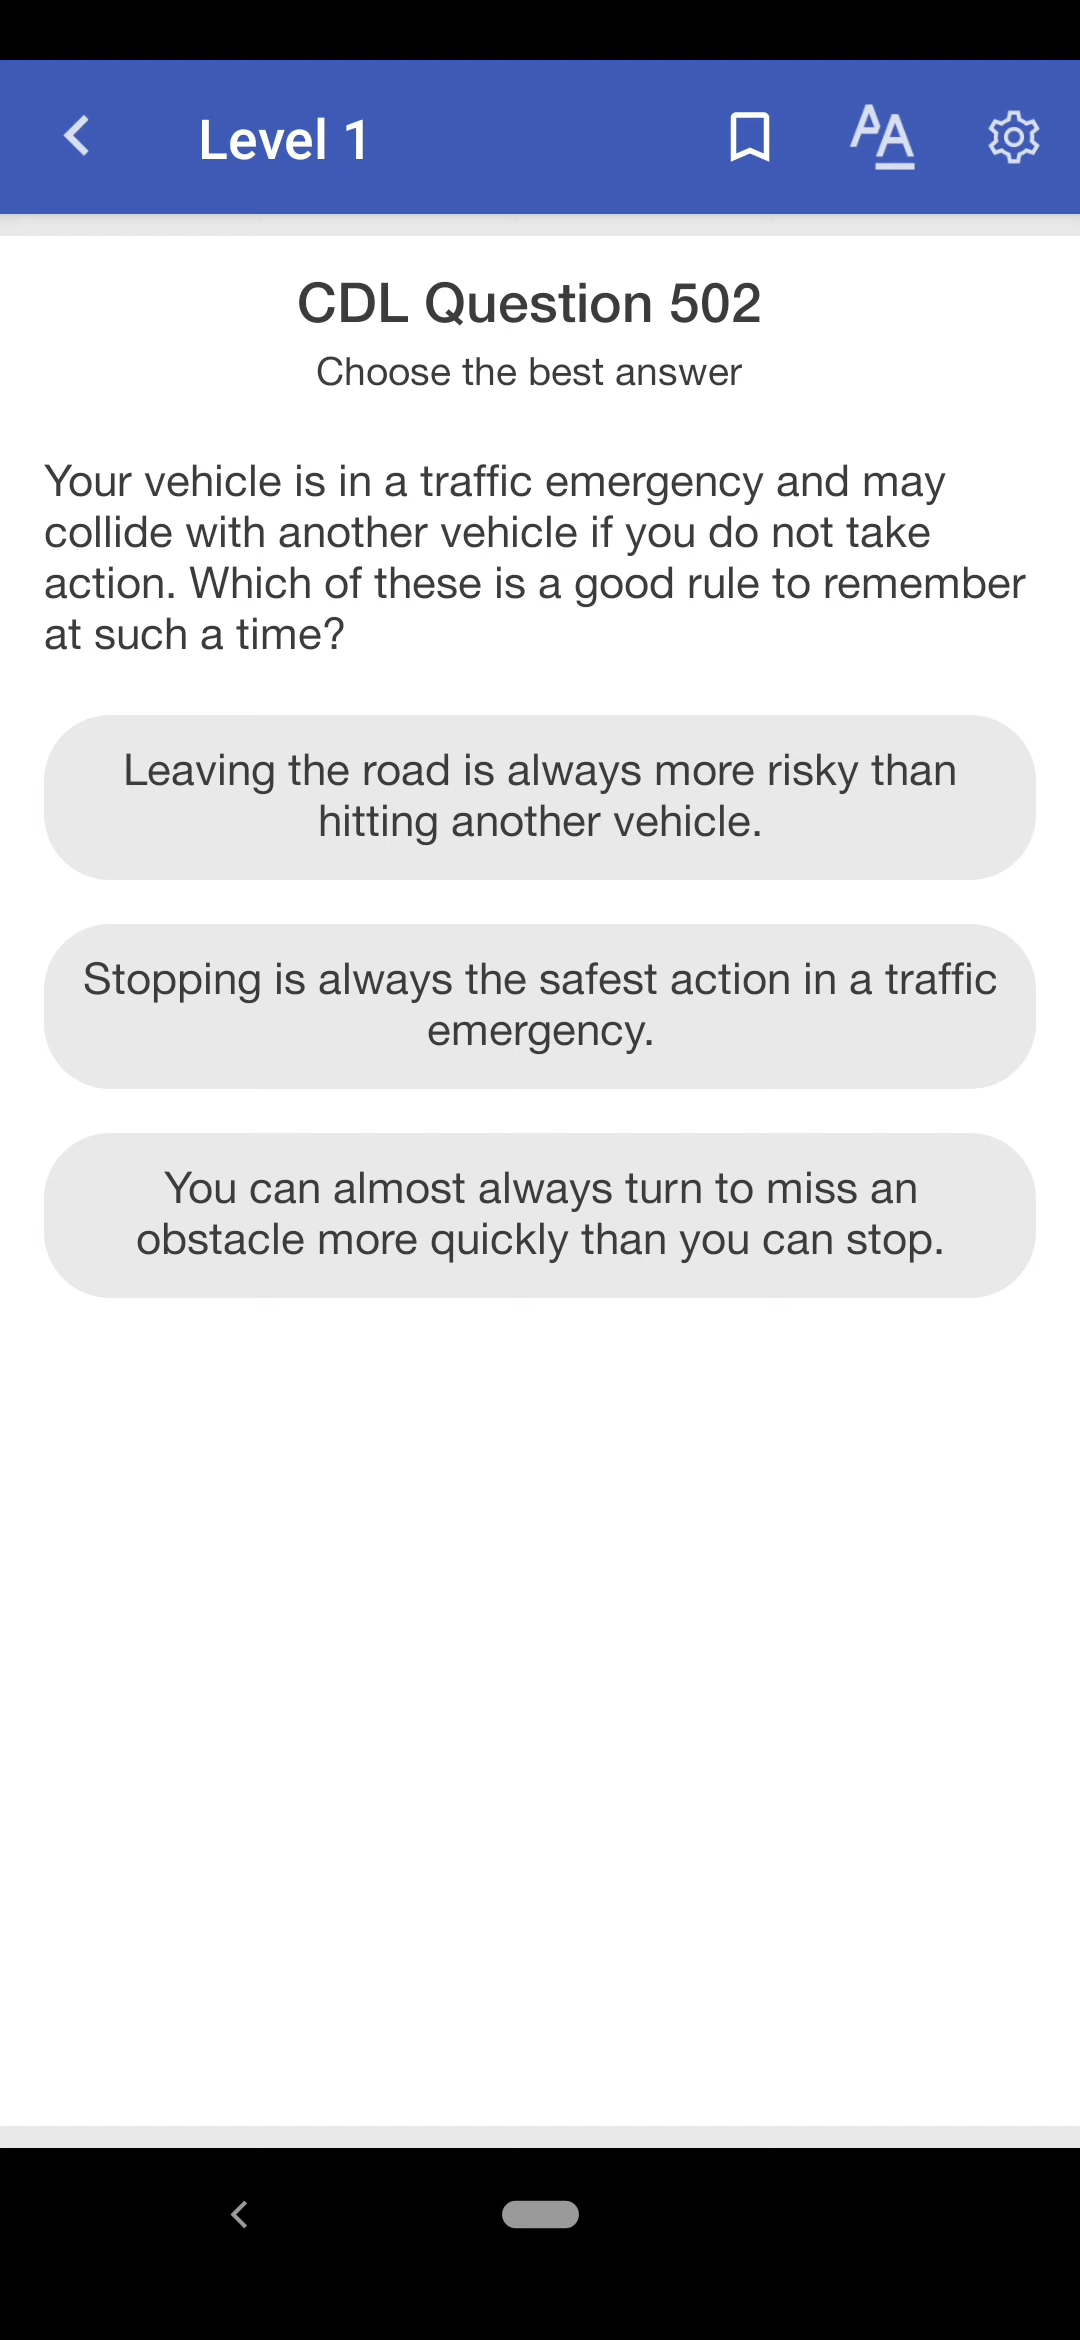 Level 1
AA
CDL Question 502
Choose the best answer
Your vehicle is in a traffic emergency and may
collide with another vehicle if you do not take
action. Which of these is a good rule to remember
at such a time?
Leaving the road is always more risky than
hitting another vehicle.
Stopping is always the safest action in a traffic
emergency.
You can almost always turn to miss an
obstacle more quickly than you can stop.